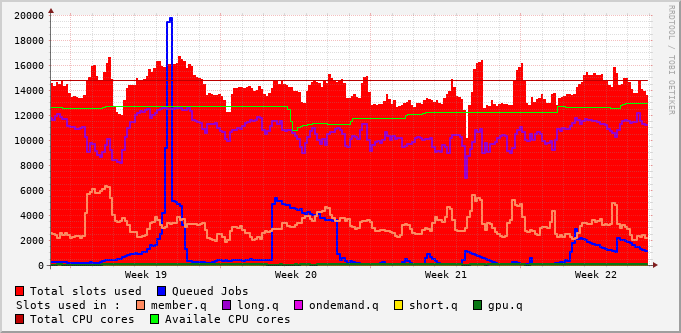 20000
18000
16000
14000
12000
10000
8000
6000
4000
2000
0
Week 19 Week 20 Week 21 Week 22
Total slots used Queued Jobs
Slots used in : member.q long.q ondemand.q short.q gpu.q
Total CPU cores Availale CPU cores
RRDTOOL / TOBI OETIKER